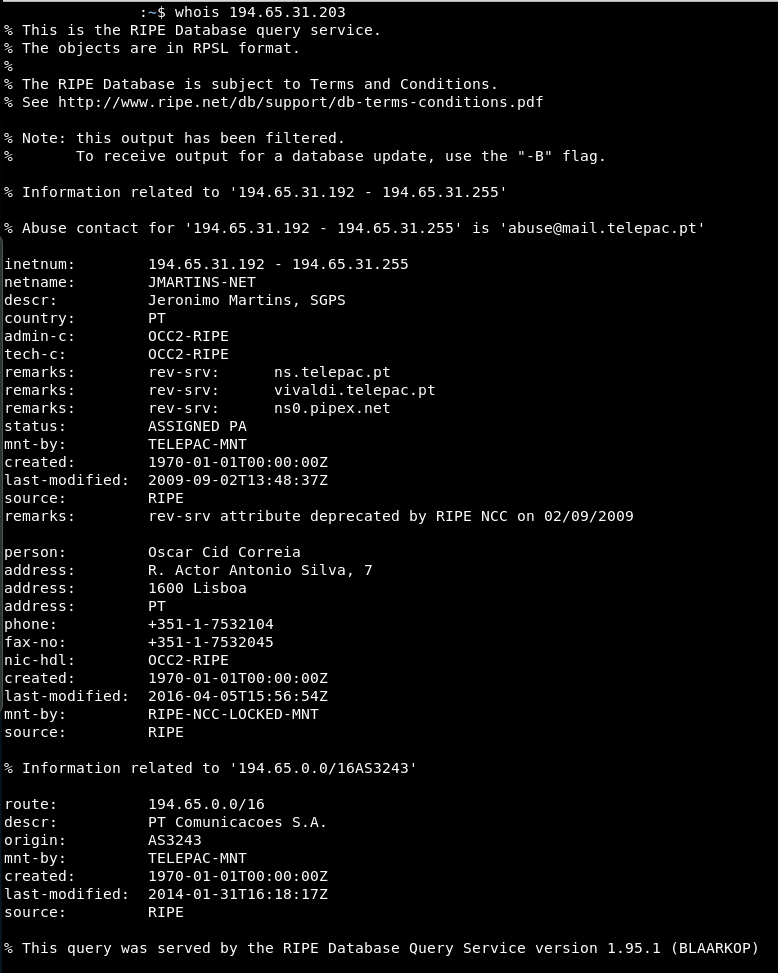 :~$ whois 194.65.31.203
% This is the RIPE Database query service.
% The objects are in RPSL format.
%
% The RIPE Database is subject to Terms and Conditions.
% See http://www.ripe.net/db/support/db-terms-conditions.pdf
% Note: this output has been filtered.
%       To receive output for a database update, use the "-B" flag.
% Information related to '194.65.31.192 - 194.65.31.255'
% Abuse contact for '194.65.31.192 - 194.65.31.255' is 'abuse@mail.telepac.pt'
inetnum:        194.65.31.192 - 194.65.31.255
netname:        JMARTINS-NET
descr:          Jeronimo Martins, SGPS
country:        PT
admin-c:        OCC2-RIPE
tech-c:         OCC2-RIPE
remarks:        rev-srv:      ns.telepac.pt
remarks:        rev-srv:      vivaldi.telepac.pt
remarks:        rev-srv:      ns0.pipex.net
status:         ASSIGNED PA
mnt-by:         TELEPAC-MNT
created:        1970-01-01T00:00:00Z
last-modified:  2009-09-02T13:48:37Z
source:         RIPE
remarks:        rev-srv attribute deprecated by RIPE NCC on 02/09/2009
person:         Oscar Cid Correia
address:        R. Actor Antonio Silva, 7
address:        1600 Lisboa
address:        PT
phone:          +351-1-7532104
fax-no:         +351-1-7532045
nic-hdl:        OCC2-RIPE
created:        1970-01-01T00:00:00Z
last-modified:  2016-04-05T15:56:54Z
mnt-by:         RIPE-NCC-LOCKED-MNT
source:         RIPE
% Information related to '194.65.0.0/16AS3243'
route:          194.65.0.0/16
descr:          PT Comunicacoes S.A.
origin:         AS3243
mnt-by:         TELEPAC-MNT
created:        1970-01-01T00:00:00Z
last-modified:  2014-01-31T16:18:17Z
source:         RIPE
% This query was served by the RIPE Database Query Service version 1.95.1 (BLAARKOP)